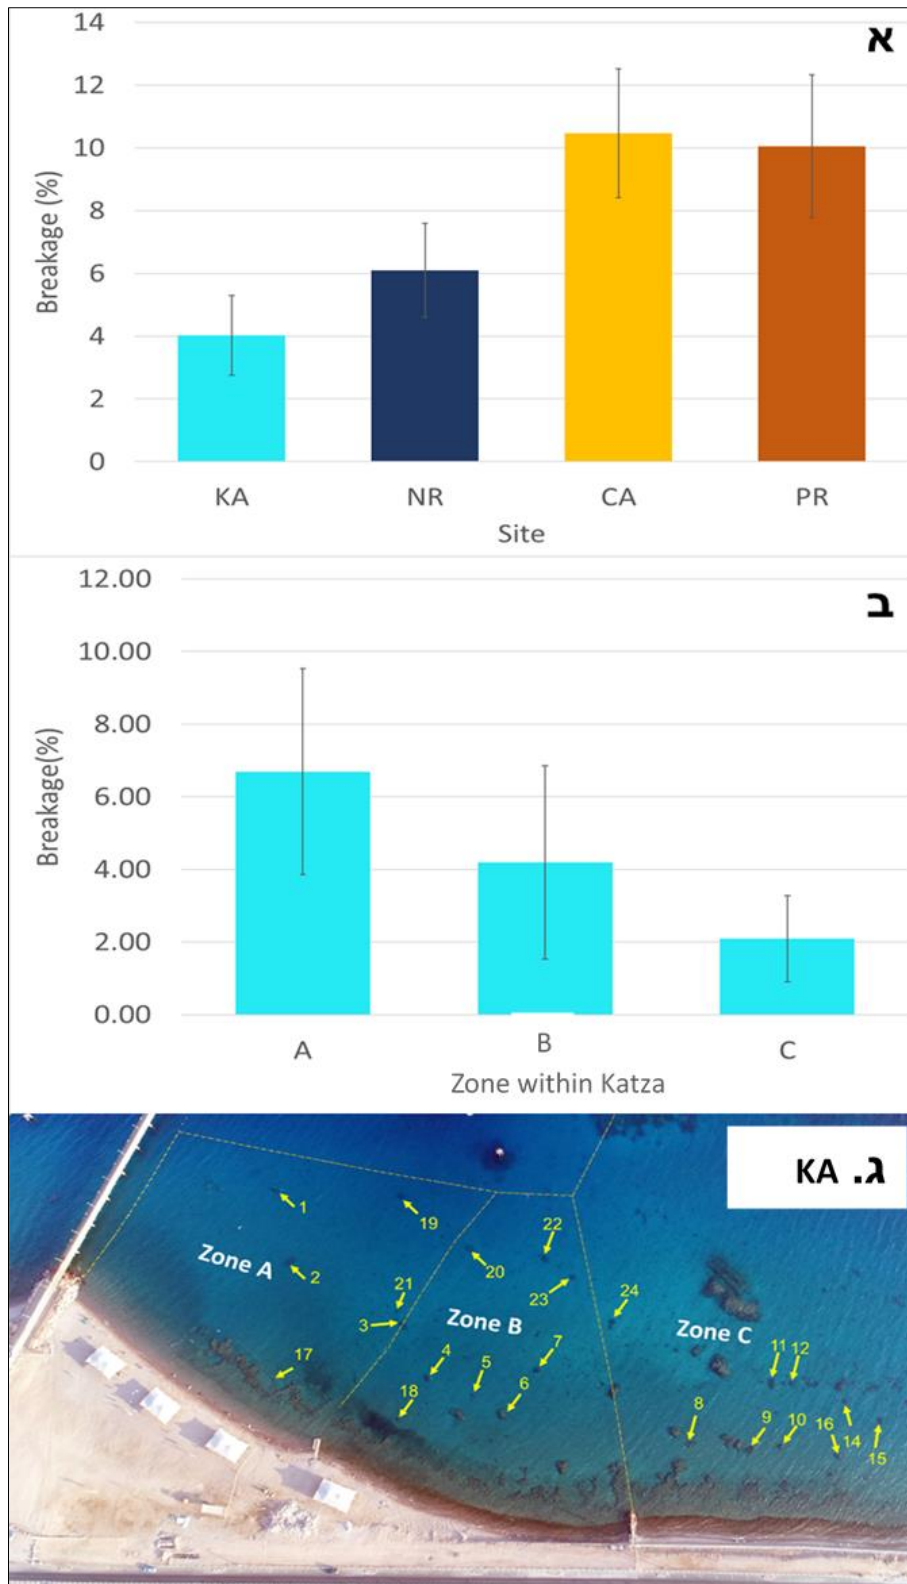 א
14
12
10
8
6
4
2
0
Breakage (%)
KA NR CA PR
Site
ב
12.00
10.00
8.00
6.00
4.00
2.00
0.00
Breakage(%)
A B C
Zone within Katza
ג. KA
1
19
22
Zone A
2
20
23
21
3
Zone B
24
Zone C
17
4
5
7
11 12
18
6
8
9 10 16 14
15